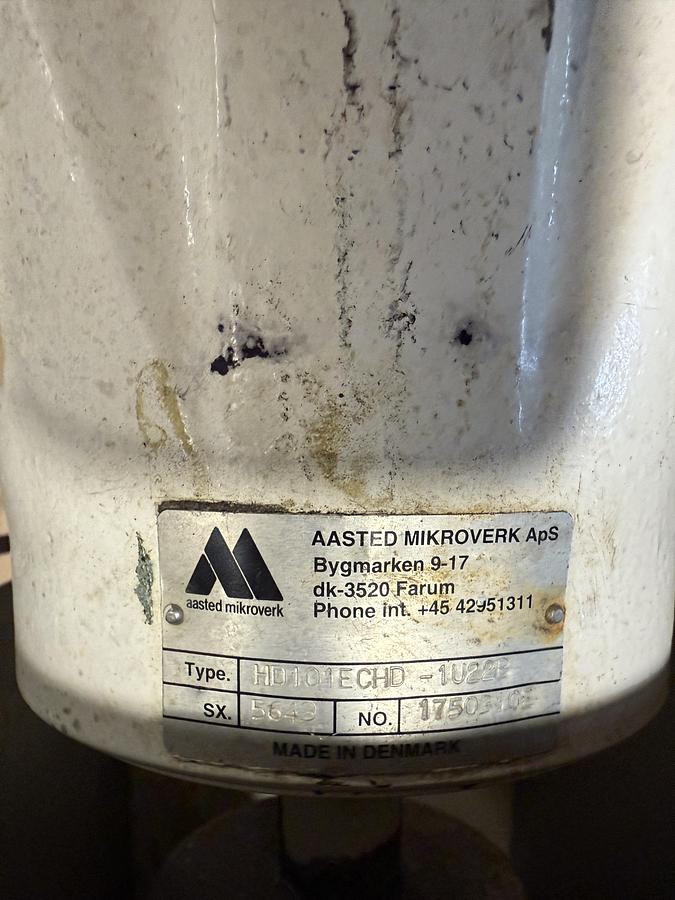 AASTED MIKROVERK ApS
Bygmarken 9-17
dk-3520 Farum
Phone int. +45 42951311
aasted mikroverk
Type. HD101ECHD
SX. NO.
MADE IN DENMARK